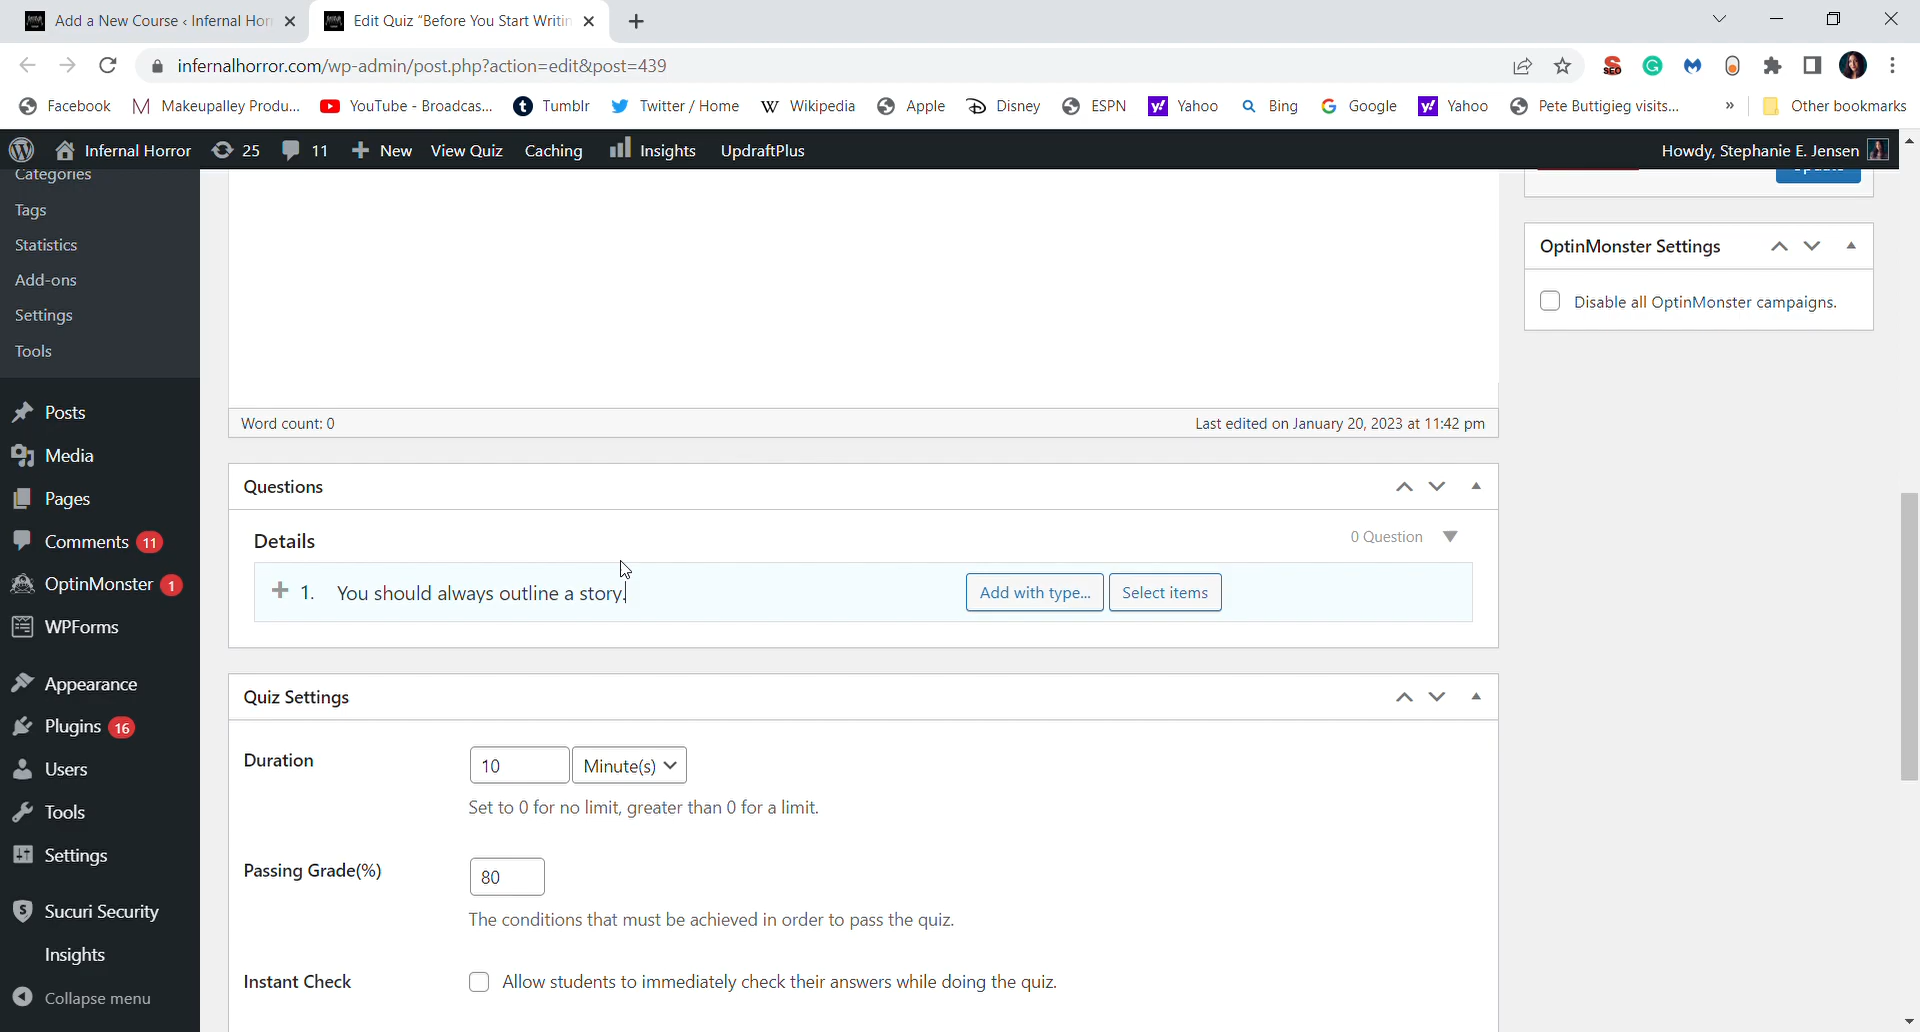 Add a New Course ‹ Infernal Hor
Edit Quiz "Before You Start Writin
infernalhorror.com/wp-admin/post.php?action=edit&post=439
SEO
Facebook
Makeupalley Produ...
YouTube - Broadcas...
Tumblr
Twitter / Home
Wikipedia
Apple
Disney
ESPN
Yahoo
Bing
Google
Yahoo
Pete Buttigieg visits...
»
Other bookmarks
Infernal Horror
25
11
New
View Quiz
Caching
Insights
UpdraftPlus
Howdy, Stephanie E. Jensen
Categories
Tags
Statistics
Add-ons
Settings
Tools
Posts
Media
Pages
Comments 11
OptinMonster 1
WPForms
Appearance
Plugins 16
Users
Tools
Settings
Sucuri Security
Insights
Collapse menu
Word count: 0
Last edited on January 20, 2023 at 11:42 pm
Questions
Details
0 Question
1. You should always outline a story.
Add with type...
Select items
Quiz Settings
Duration
10
Minute(s)
Set to 0 for no limit, greater than 0 for a limit.
Passing Grade(%)
80
The conditions that must be achieved in order to pass the quiz.
Instant Check
Allow students to immediately check their answers while doing the quiz.
OptinMonster Settings
Disable all OptinMonster campaigns.